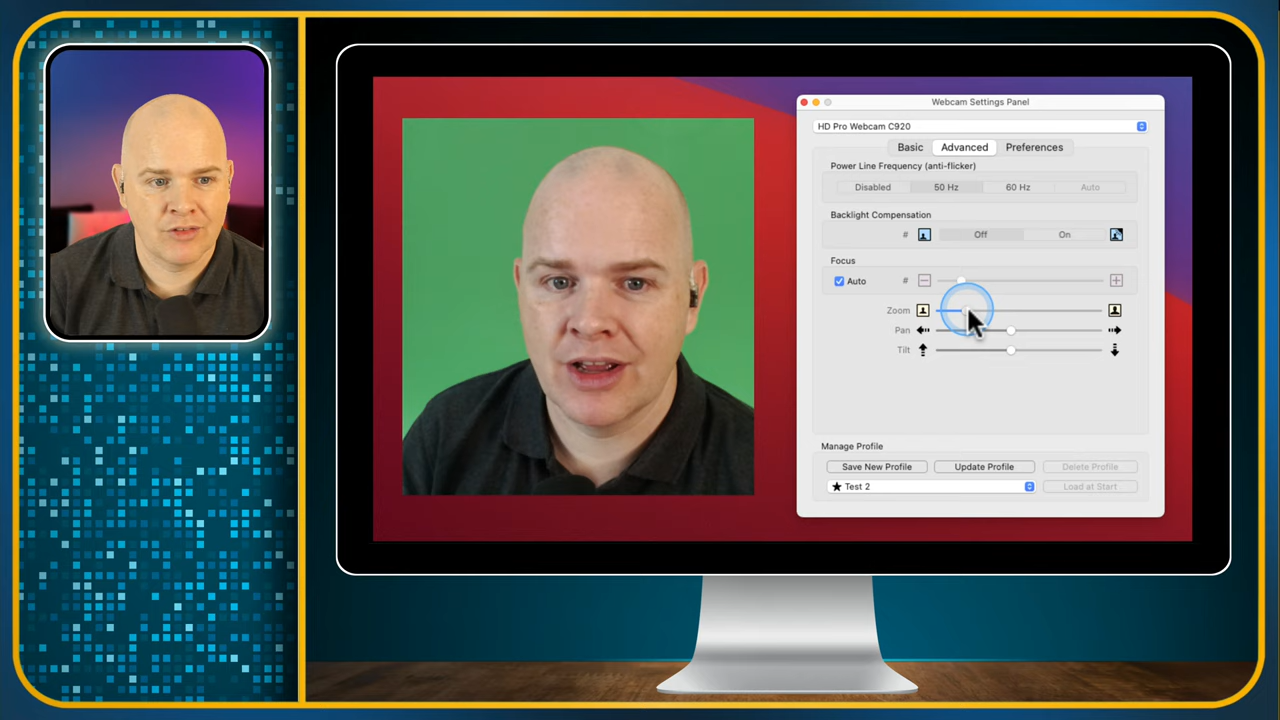 Webcam Settings Panel
HD Pro Webcam C920
Basic Advanced Preferences
Power Line Frequency (anti-flicker)
Disabled 50 Hz 60 Hz Auto
Backlight Compensation
# Off On
Focus
Auto #
Zoom
Pan
Tilt
Manage Profile
Save New Profile Update Profile Delete Profile
★ Test 2 Load at Start